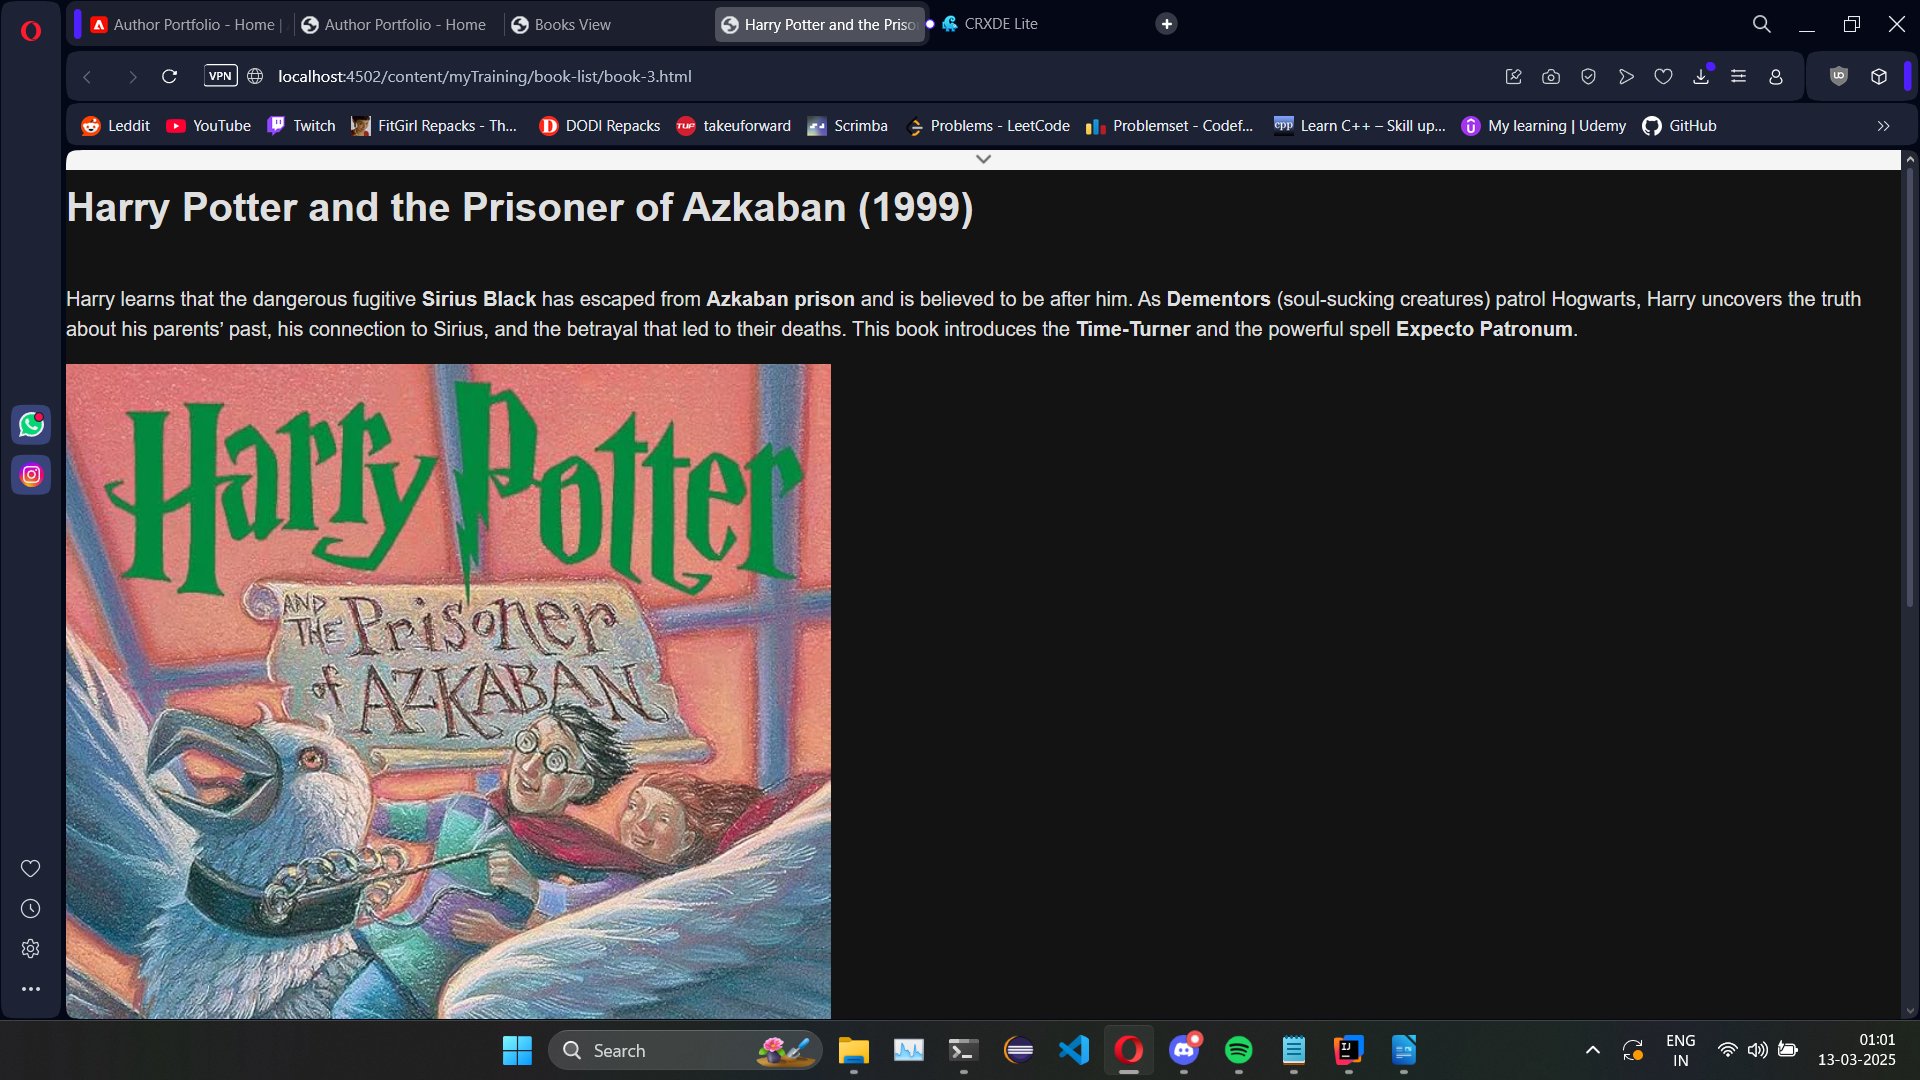 Author Portfolio - Home |
Author Portfolio - Home
Books View
Harry Potter and the Priso
CRXDE Lite
VPN
localhost:4502/content/myTraining/book-list/book-3.html
Leddit
YouTube
Twitch
FitGirl Repacks - Th...
DODI Repacks
TUF takeuforward
Scrimba
Problems - LeetCode
Problemset - Codef...
cpp Learn C++ – Skill up...
My learning | Udemy
GitHub
Harry Potter and the Prisoner of Azkaban (1999)
Harry learns that the dangerous fugitive Sirius Black has escaped from Azkaban prison and is believed to be after him. As Dementors (soul-sucking creatures) patrol Hogwarts, Harry uncovers the truth
about his parents’ past, his connection to Sirius, and the betrayal that led to their deaths. This book introduces the Time-Turner and the powerful spell Expecto Patronum.
Harry Potter
AND THE Prisoner
of AZKABAN
Search
ENG
IN
01:01
13-03-2025